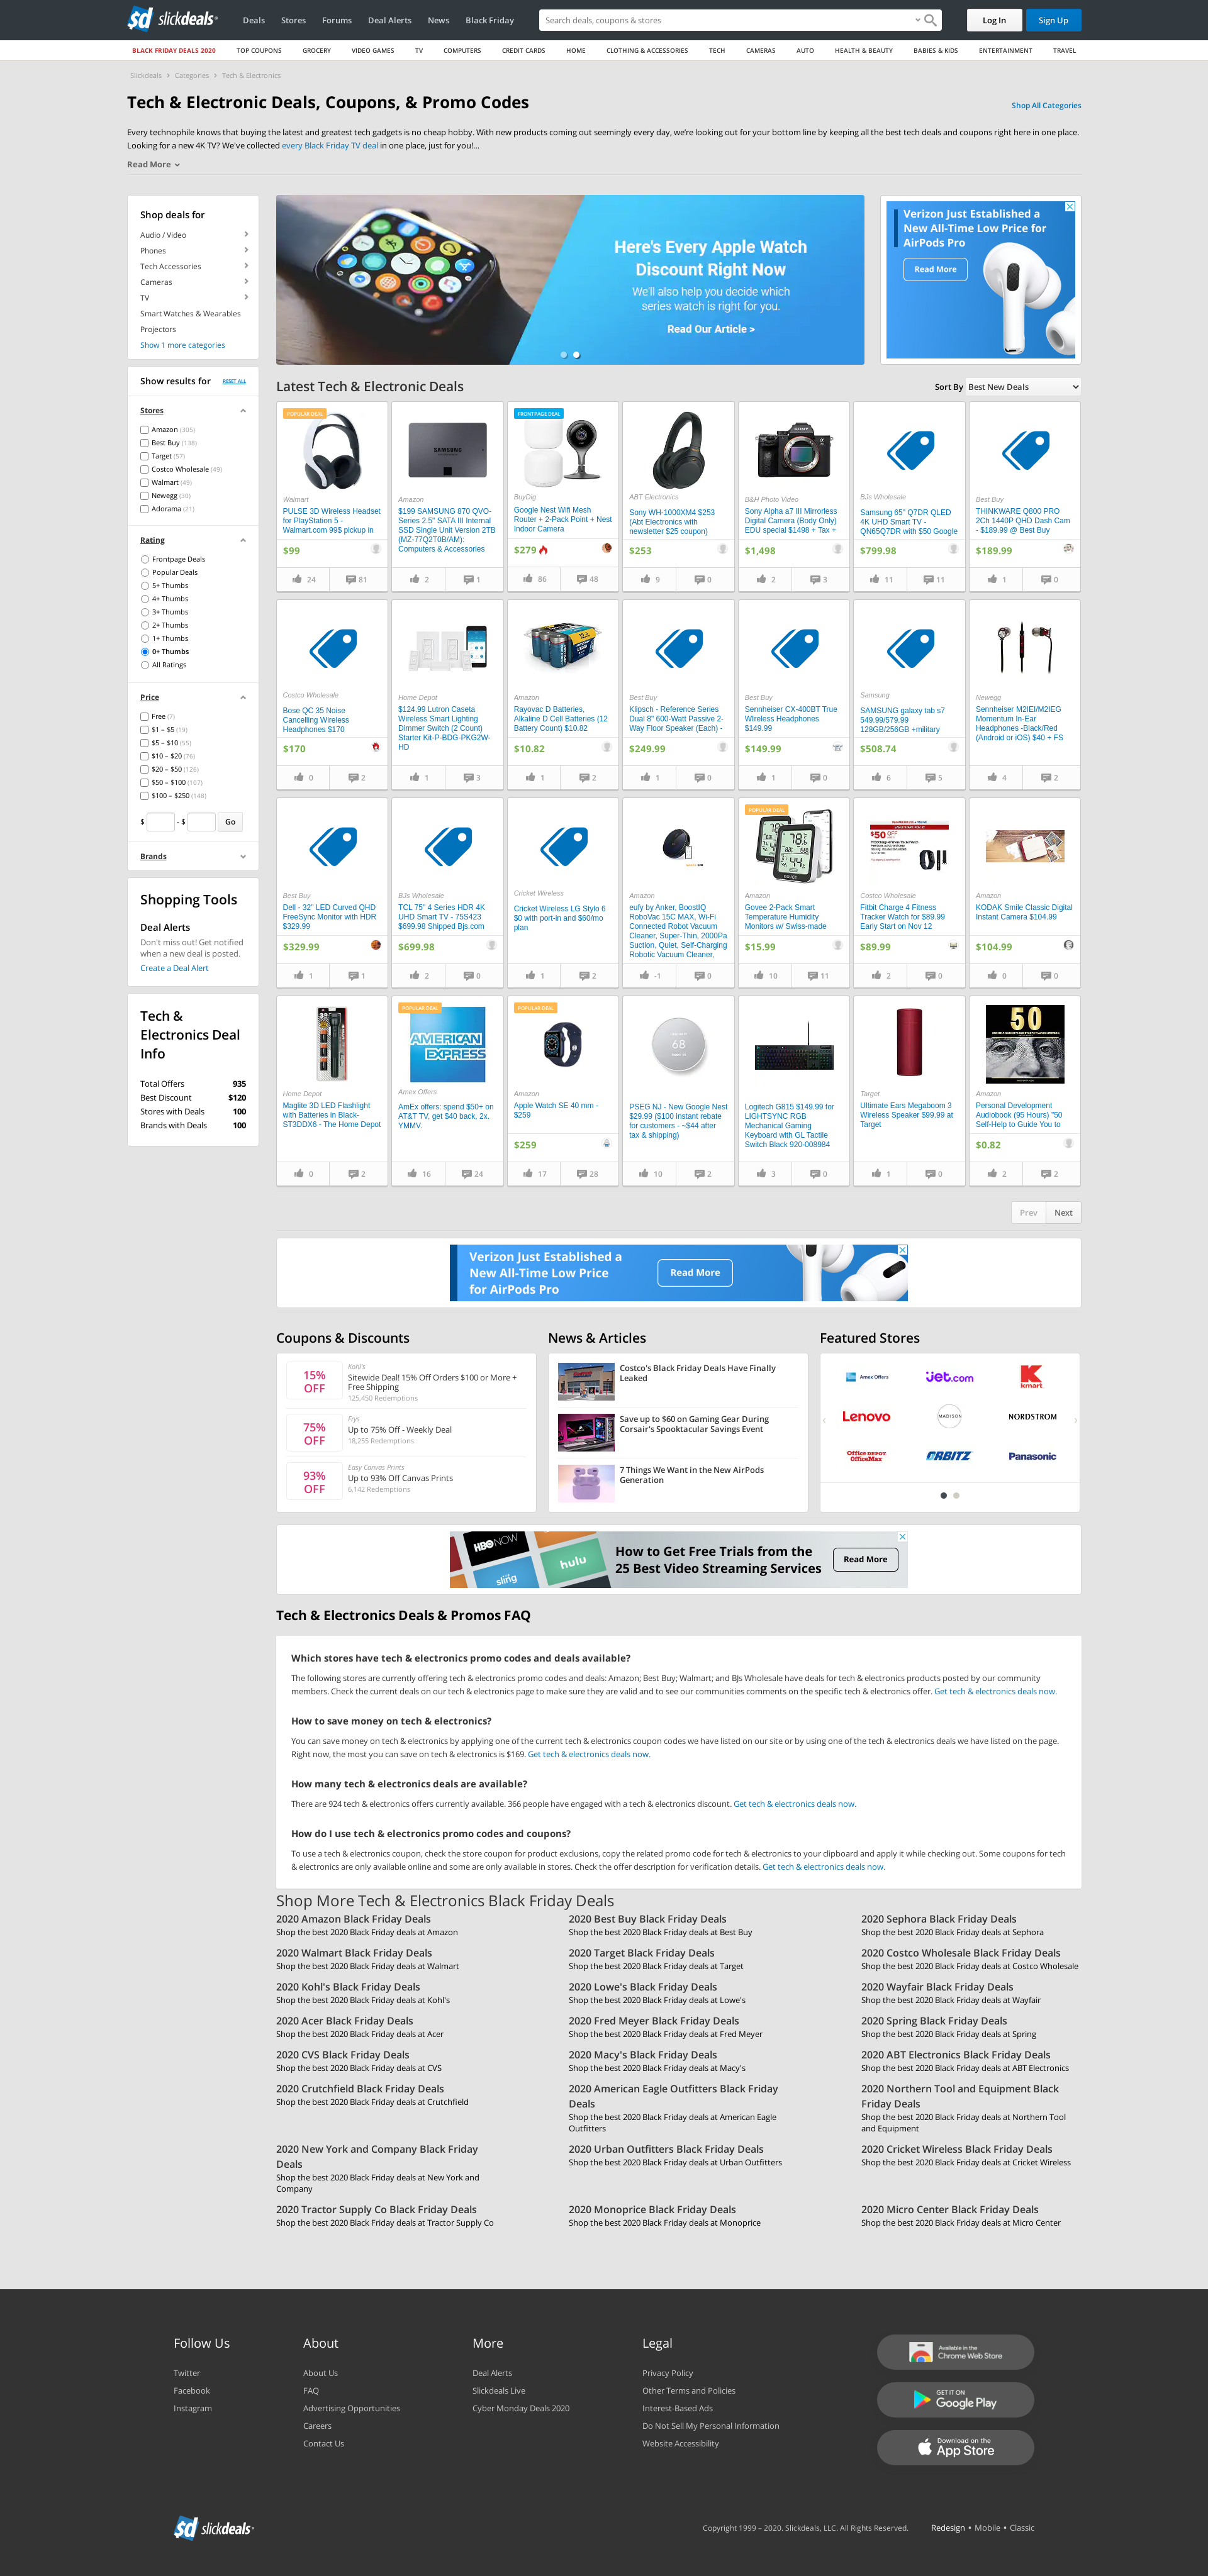 sd slickdeals
Deals
Stores
Forums
Deal Alerts
News
Black Friday
Search deals, coupons & stores
Log In
Sign Up
BLACK FRIDAY DEALS 2020
TOP COUPONS
GROCERY
VIDEO GAMES
TV
COMPUTERS
CREDIT CARDS
HOME
CLOTHING & ACCESSORIES
TECH
CAMERAS
AUTO
HEALTH & BEAUTY
BABIES & KIDS
ENTERTAINMENT
TRAVEL
Slickdeals > Categories > Tech & Electronics
Tech & Electronic Deals, Coupons, & Promo Codes
Shop All Categories
Every technophile knows that buying the latest and greatest tech gadgets is no cheap hobby. With new products coming out seemingly every day, we're looking out for your bottom line by keeping all the best tech deals and coupons right here in one place.
Looking for a new 4K TV? We've collected every Black Friday TV deal in one place, just for you!...
Read More
Shop deals for
Audio / Video
Phones
Tech Accessories
Cameras
TV
Smart Watches & Wearables
Projectors
Show 1 more categories
Show results for
RESET ALL
Stores
Amazon (305)
Best Buy (138)
Target (57)
Costco Wholesale (49)
Walmart (49)
Newegg (30)
Adorama (21)
Rating
Frontpage Deals
Popular Deals
5+ Thumbs
4+ Thumbs
3+ Thumbs
2+ Thumbs
1+ Thumbs
0+ Thumbs
All Ratings
Price
Free (7)
$1 – $5 (19)
$5 – $10 (55)
$10 – $20 (76)
$20 – $50 (126)
$50 – $100 (107)
$100 – $250 (148)
$ - $ Go
Brands
Shopping Tools
Deal Alerts
Don't miss out! Get notified
when a new deal is posted.
Create a Deal Alert
Tech &
Electronics Deal
Info
Total Offers 935
Best Discount $120
Stores with Deals 100
Brands with Deals 100
Here's Every Apple Watch
Discount Right Now
We'll also help you decide which
series watch is right for you.
Read Our Article >
Verizon Just Established a
New All-Time Low Price for
AirPods Pro
Read More
Latest Tech & Electronic Deals
Sort By Best New Deals
POPULAR DEAL
Walmart
PULSE 3D Wireless Headset
for PlayStation 5 -
Walmart.com 99$ pickup in
$99
24 81
SAMSUNG
Amazon
$199 SAMSUNG 870 QVO-
Series 2.5" SATA III Internal
SSD Single Unit Version 2TB
(MZ-77Q2T0B/AM):
Computers & Accessories
2 1
FRONTPAGE DEAL
BuyDig
Google Nest Wifi Mesh
Router + 2-Pack Point + Nest
Indoor Camera
$279
86 48
ABT Electronics
Sony WH-1000XM4 $253
(Abt Electronics with
newsletter $25 coupon)
$253
9 0
SONY
B&H Photo Video
Sony Alpha a7 III Mirrorless
Digital Camera (Body Only)
EDU special $1498 + Tax +
$1,498
2 3
BJs Wholesale
Samsung 65" Q7DR QLED
4K UHD Smart TV -
QN65Q7DR with $50 Google
$799.98
11 11
Best Buy
THINKWARE Q800 PRO
2Ch 1440P QHD Dash Cam
- $189.99 @ Best Buy
$189.99
1 0
Costco Wholesale
Bose QC 35 Noise
Cancelling Wireless
Headphones $170
$170
0 2
Home Depot
$124.99 Lutron Caseta
Wireless Smart Lighting
Dimmer Switch (2 Count)
Starter Kit-P-BDG-PKG2W-
HD
1 3
Amazon
Rayovac D Batteries,
Alkaline D Cell Batteries (12
Battery Count) $10.82
$10.82
1 2
Best Buy
Klipsch - Reference Series
Dual 8" 600-Watt Passive 2-
Way Floor Speaker (Each) -
$249.99
1 0
Best Buy
Sennheiser CX-400BT True
WIreless Headphones
$149.99
$149.99
1 0
Samsung
SAMSUNG galaxy tab s7
549.99/579.99
128GB/256GB +military
$508.74
6 5
Newegg
Sennheiser M2IEI/M2IEG
Momentum In-Ear
Headphones -Black/Red
(Android or iOS) $40 + FS
4 2
Best Buy
Dell - 32" LED Curved QHD
FreeSync Monitor with HDR
$329.99
$329.99
1 1
BJs Wholesale
TCL 75" 4 Series HDR 4K
UHD Smart TV - 75S423
$699.98 Shipped Bjs.com
$699.98
2 0
Cricket Wireless
Cricket Wireless LG Stylo 6
$0 with port-in and $60/mo
plan
1 2
Amazon
eufy by Anker, BoostIQ
RoboVac 15C MAX, Wi-Fi
Connected Robot Vacuum
Cleaner, Super-Thin, 2000Pa
Suction, Quiet, Self-Charging
Robotic Vacuum Cleaner,
-1 0
POPULAR DEAL
Amazon
Govee 2-Pack Smart
Temperature Humidity
Monitors w/ Swiss-made
$15.99
10 11
$50 OFF
Costco Wholesale
Fitbit Charge 4 Fitness
Tracker Watch for $89.99
Early Start on Nov 12
$89.99
2 0
Amazon
KODAK Smile Classic Digital
Instant Camera $104.99
$104.99
0 0
Home Depot
Maglite 3D LED Flashlight
with Batteries in Black-
ST3DDX6 - The Home Depot
0 2
POPULAR DEAL
AMERICAN
EXPRESS
Amex Offers
AmEx offers: spend $50+ on
AT&T TV, get $40 back, 2x.
YMMV.
16 24
POPULAR DEAL
Amazon
Apple Watch SE 40 mm -
$259
$259
17 28
68
PSEG NJ - New Google Nest
$29.99 ($100 instant rebate
for customers - ~$44 after
tax & shipping)
10 2
Logitech G815 $149.99 for
LIGHTSYNC RGB
Mechanical Gaming
Keyboard with GL Tactile
Switch Black 920-008984
3 0
Target
Ultimate Ears Megaboom 3
Wireless Speaker $99.99 at
Target
1 0
50
Amazon
Personal Development
Audiobook (95 Hours) "50
Self-Help to Guide You to
$0.82
2 2
Prev Next
Verizon Just Established a
New All-Time Low Price
for AirPods Pro
Read More
Coupons & Discounts
15%
OFF
Kohl's
Sitewide Deal! 15% Off Orders $100 or More +
Free Shipping
125,450 Redemptions
75%
OFF
Frys
Up to 75% Off - Weekly Deal
18,255 Redemptions
93%
OFF
Easy Canvas Prints
Up to 93% Off Canvas Prints
6,142 Redemptions
News & Articles
Costco's Black Friday Deals Have Finally
Leaked
Save up to $60 on Gaming Gear During
Corsair's Spooktacular Savings Event
7 Things We Want in the New AirPods
Generation
Featured Stores
Amex Offers
Jet.com
Kmart
Lenovo
MADISON
NORDSTROM
Office DEPOT
OfficeMax
ORBITZ
Panasonic
HBO NOW
hulu
sling
How to Get Free Trials from the
25 Best Video Streaming Services
Read More
Tech & Electronics Deals & Promos FAQ
Which stores have tech & electronics promo codes and deals available?
The following stores are currently offering tech & electronics promo codes and deals: Amazon; Best Buy; Walmart; and BJs Wholesale have deals for tech & electronics products posted by our community
members. Check the current deals on our tech & electronics page to make sure they are valid and to see our communities comments on the specific tech & electronics offer. Get tech & electronics deals now.
How to save money on tech & electronics?
You can save money on tech & electronics by applying one of the current tech & electronics coupon codes we have listed on our site or by using one of the tech & electronics deals we have listed on the page.
Right now, the most you can save on tech & electronics is $169. Get tech & electronics deals now.
How many tech & electronics deals are available?
There are 924 tech & electronics offers currently available. 366 people have engaged with a tech & electronics discount. Get tech & electronics deals now.
How do I use tech & electronics promo codes and coupons?
To use a tech & electronics coupon, check the store coupon for product exclusions, copy the related promo code for tech & electronics to your clipboard and apply it while checking out. Some coupons for tech
& electronics are only available online and some are only available in stores. Check the offer description for verification details. Get tech & electronics deals now.
Shop More Tech & Electronics Black Friday Deals
2020 Amazon Black Friday Deals
Shop the best 2020 Black Friday deals at Amazon
2020 Best Buy Black Friday Deals
Shop the best 2020 Black Friday deals at Best Buy
2020 Sephora Black Friday Deals
Shop the best 2020 Black Friday deals at Sephora
2020 Walmart Black Friday Deals
Shop the best 2020 Black Friday deals at Walmart
2020 Target Black Friday Deals
Shop the best 2020 Black Friday deals at Target
2020 Costco Wholesale Black Friday Deals
Shop the best 2020 Black Friday deals at Costco Wholesale
2020 Kohl's Black Friday Deals
Shop the best 2020 Black Friday deals at Kohl's
2020 Lowe's Black Friday Deals
Shop the best 2020 Black Friday deals at Lowe's
2020 Wayfair Black Friday Deals
Shop the best 2020 Black Friday deals at Wayfair
2020 Acer Black Friday Deals
Shop the best 2020 Black Friday deals at Acer
2020 Fred Meyer Black Friday Deals
Shop the best 2020 Black Friday deals at Fred Meyer
2020 Spring Black Friday Deals
Shop the best 2020 Black Friday deals at Spring
2020 CVS Black Friday Deals
Shop the best 2020 Black Friday deals at CVS
2020 Macy's Black Friday Deals
Shop the best 2020 Black Friday deals at Macy's
2020 ABT Electronics Black Friday Deals
Shop the best 2020 Black Friday deals at ABT Electronics
2020 Crutchfield Black Friday Deals
Shop the best 2020 Black Friday deals at Crutchfield
2020 American Eagle Outfitters Black Friday
Deals
Shop the best 2020 Black Friday deals at American Eagle
Outfitters
2020 Northern Tool and Equipment Black
Friday Deals
Shop the best 2020 Black Friday deals at Northern Tool
and Equipment
2020 New York and Company Black Friday
Deals
Shop the best 2020 Black Friday deals at New York and
Company
2020 Urban Outfitters Black Friday Deals
Shop the best 2020 Black Friday deals at Urban Outfitters
2020 Cricket Wireless Black Friday Deals
Shop the best 2020 Black Friday deals at Cricket Wireless
2020 Tractor Supply Co Black Friday Deals
Shop the best 2020 Black Friday deals at Tractor Supply Co
2020 Monoprice Black Friday Deals
Shop the best 2020 Black Friday deals at Monoprice
2020 Micro Center Black Friday Deals
Shop the best 2020 Black Friday deals at Micro Center
Follow Us
Twitter
Facebook
Instagram
About
About Us
FAQ
Advertising Opportunities
Careers
Contact Us
More
Deal Alerts
Slickdeals Live
Cyber Monday Deals 2020
Legal
Privacy Policy
Other Terms and Policies
Interest-Based Ads
Do Not Sell My Personal Information
Website Accessibility
Available in the
Chrome Web Store
GET IT ON
Google Play
Download on the
App Store
sd slickdeals
Copyright 1999 – 2020. Slickdeals, LLC. All Rights Reserved.
Redesign • Mobile • Classic